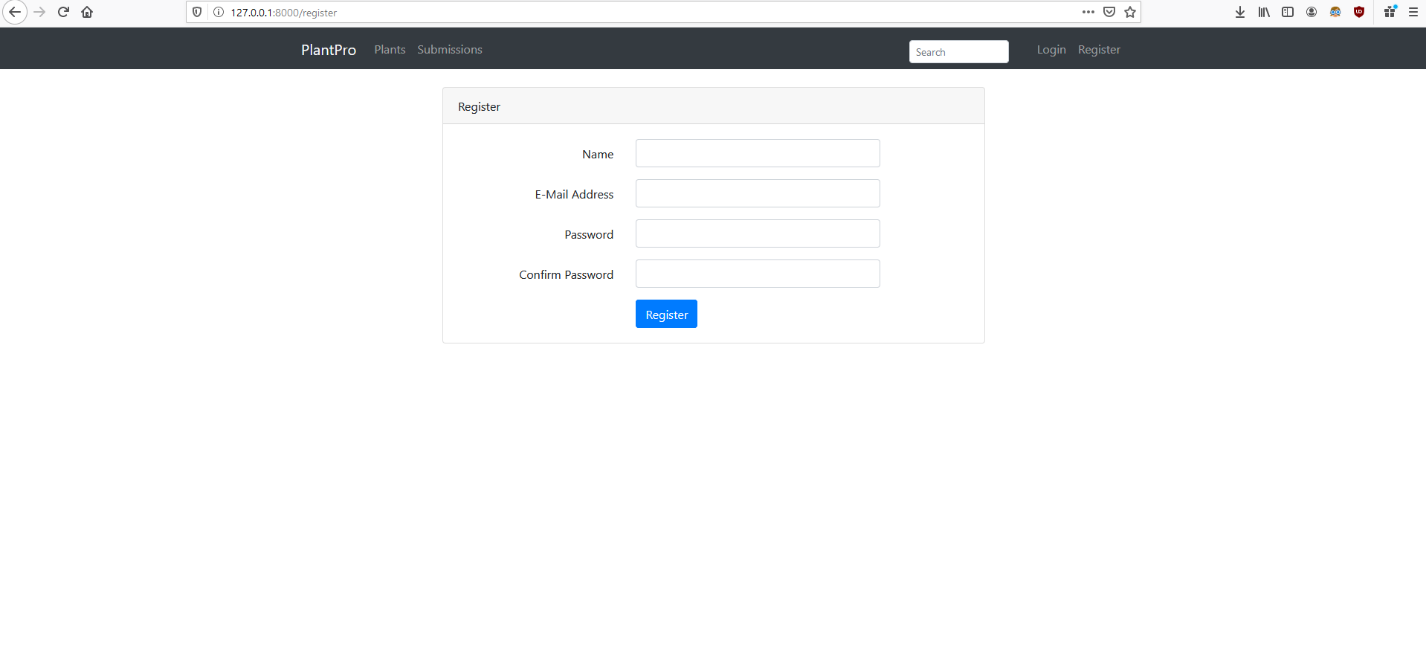 127.0.0.1:8000/register
PlantPro Plants Submissions Search Login Register
Register
Name
E-Mail Address
Password
Confirm Password
Register